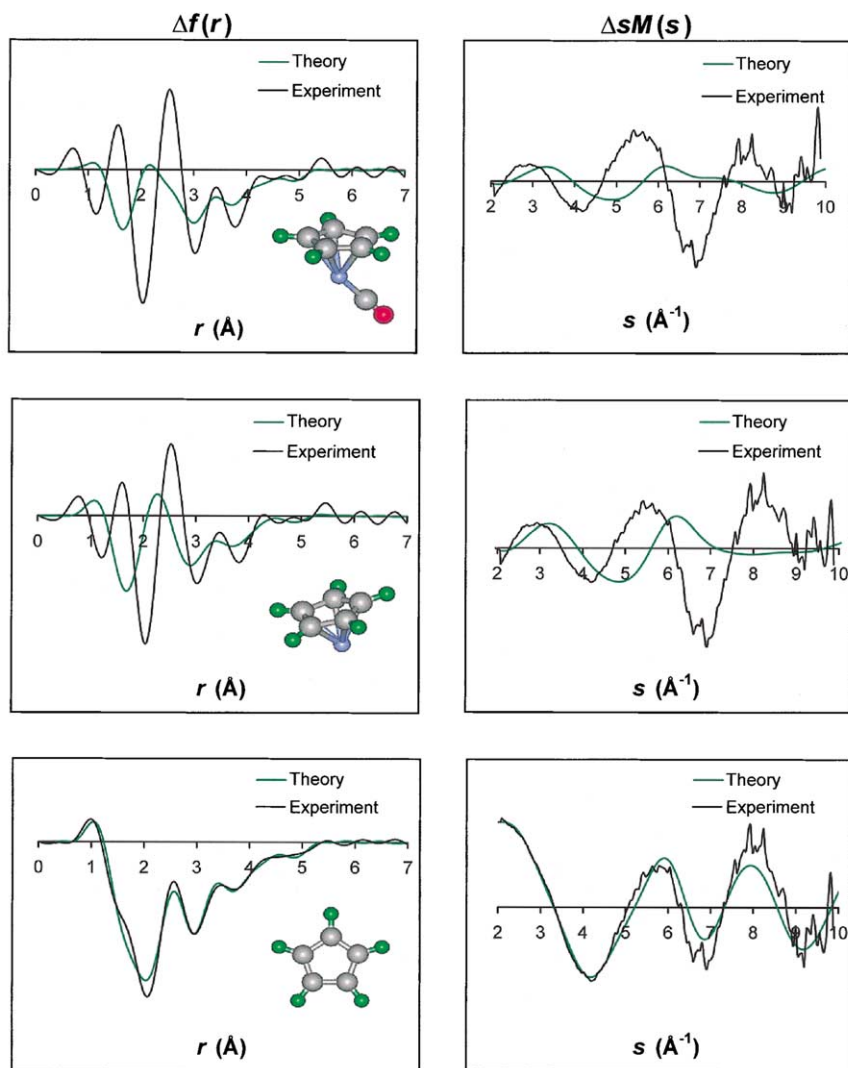 Δf(r)
ΔsM(s)
Theory
Experiment
0 1 2 3 4 5 6 7
r (Å)
Theory
Experiment
2 3 4 5 6 7 8 9 10
s (Å⁻¹)
Theory
Experiment
0 1 2 3 4 5 6 7
r (Å)
Theory
Experiment
2 3 4 5 6 7 8 9 10
s (Å⁻¹)
Theory
Experiment
0 1 2 3 4 5 6 7
r (Å)
Theory
Experiment
2 3 4 5 6 7 8 9 10
s (Å⁻¹)